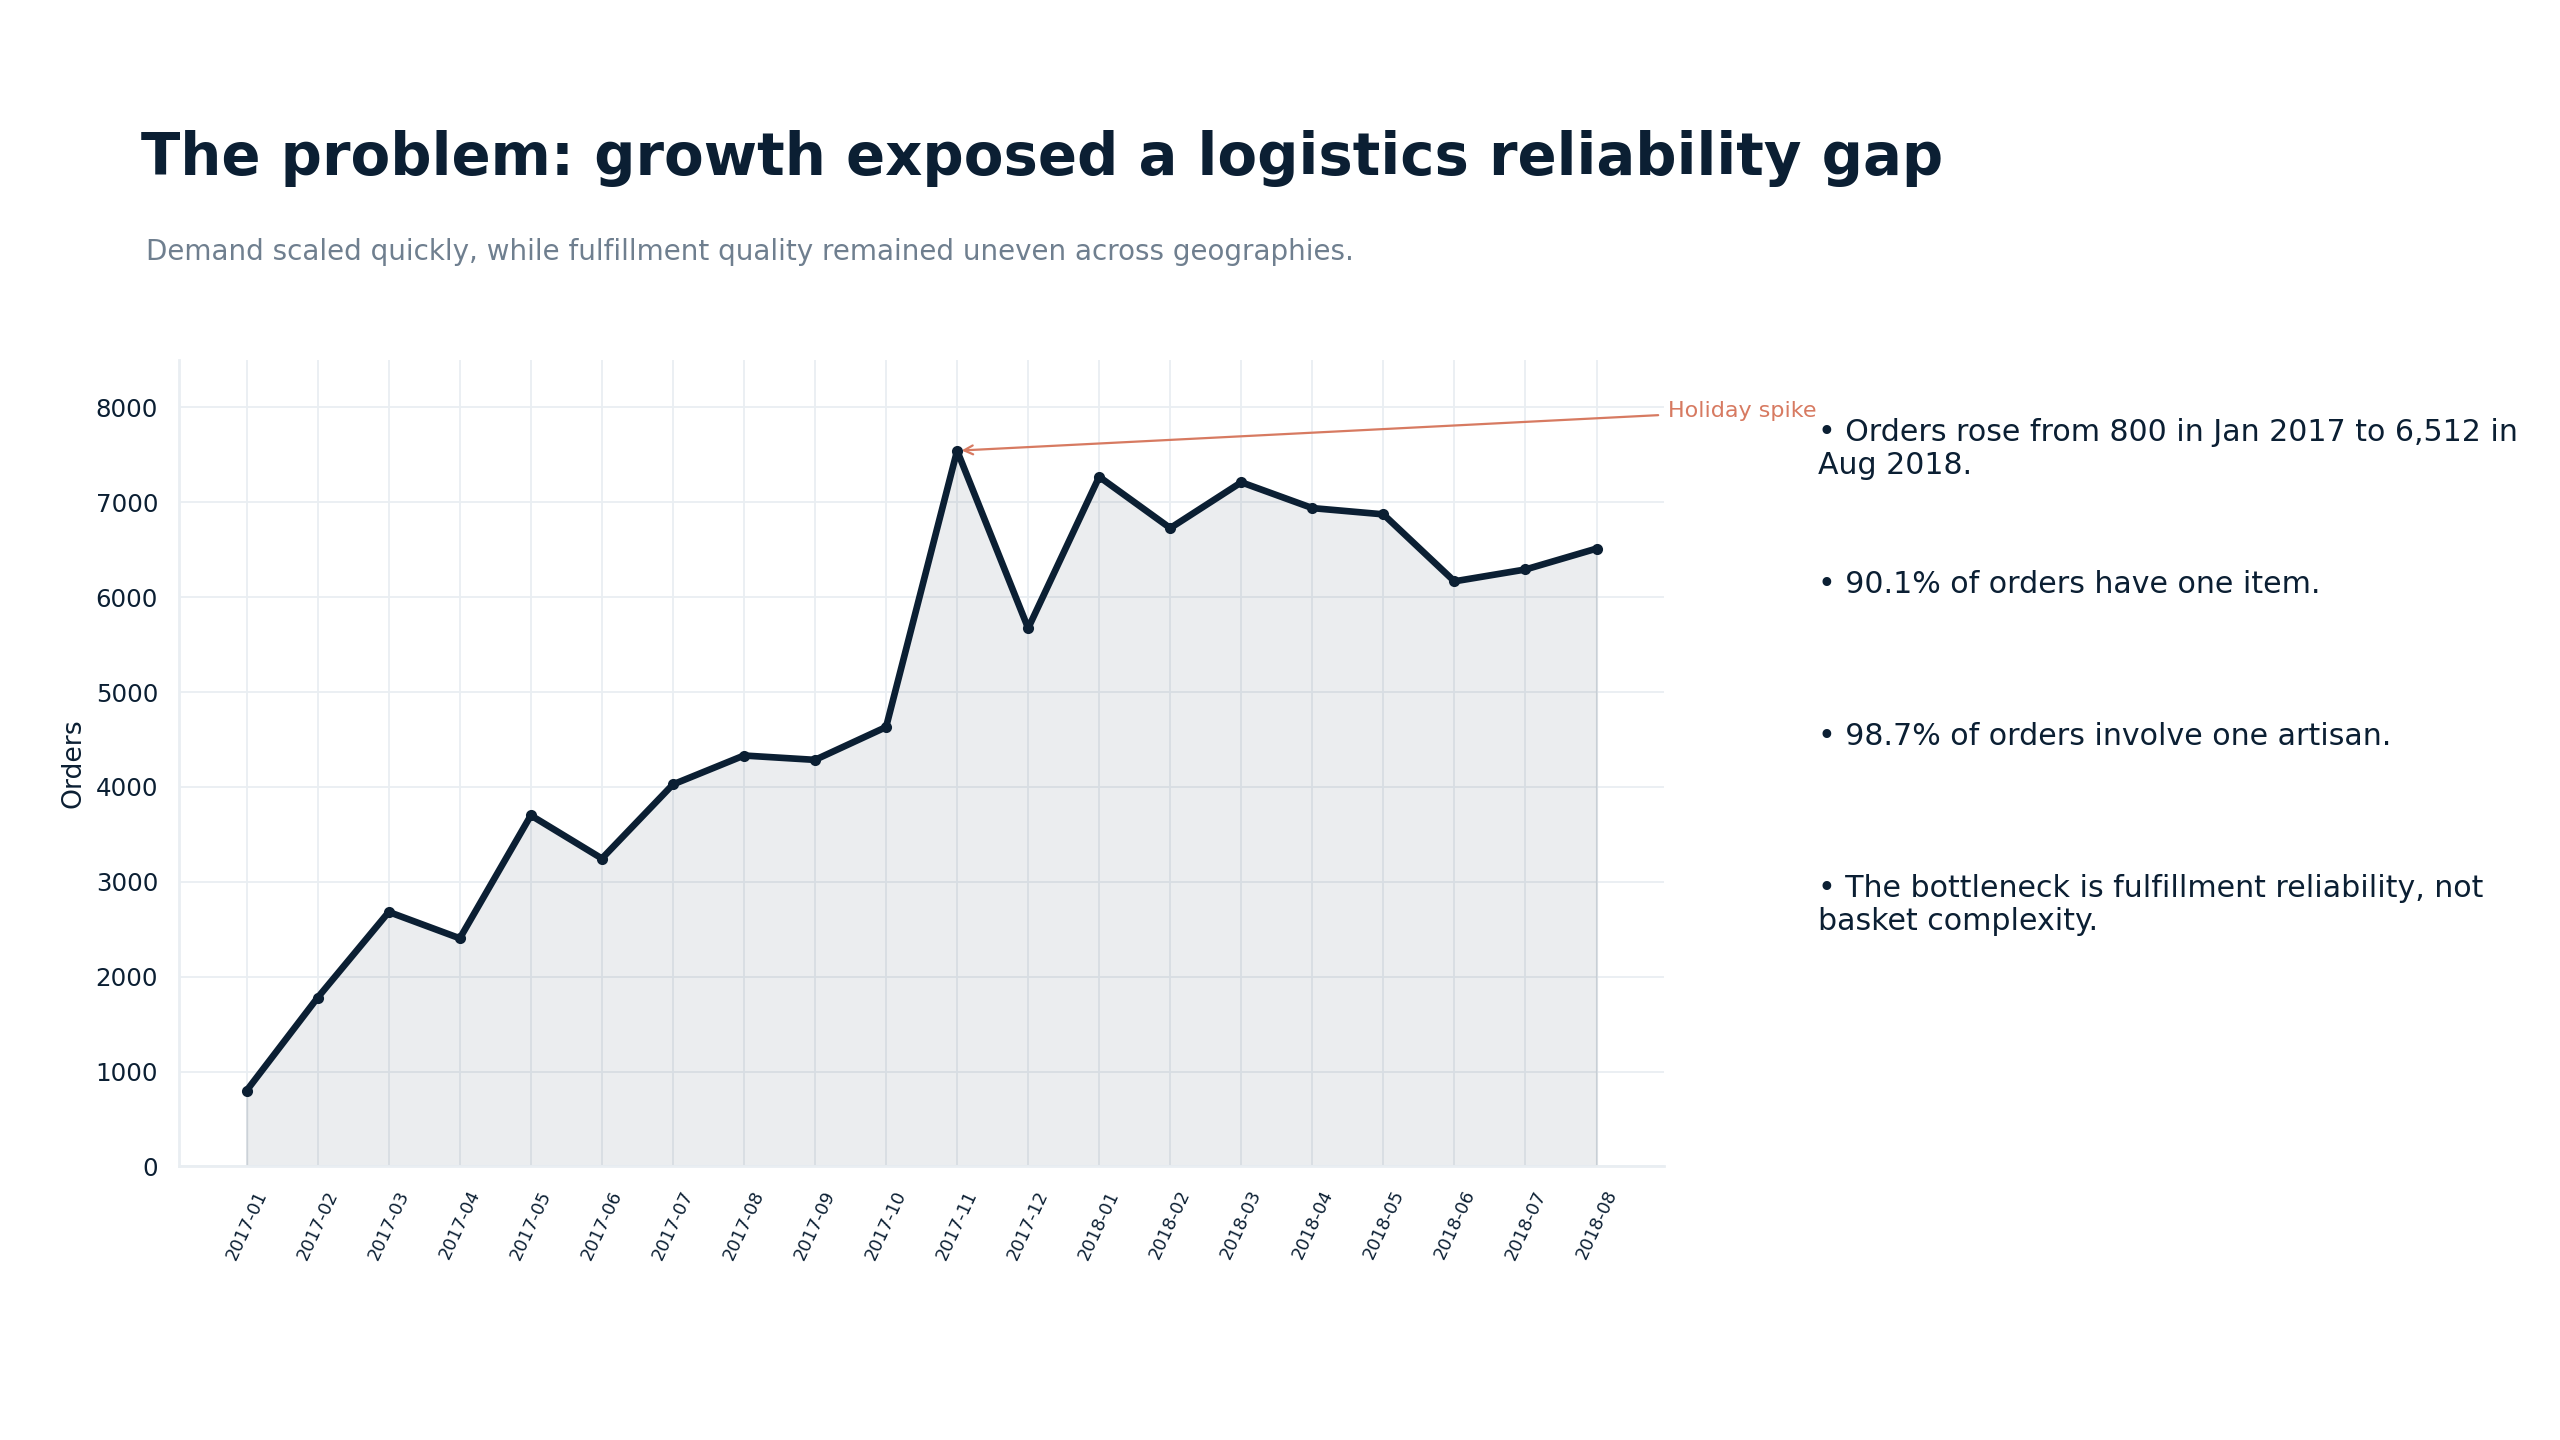 The problem: growth exposed a logistics reliability gap
Demand scaled quickly, while fulfillment quality remained uneven across geographies.
Orders
8000
7000
6000
5000
4000
3000
2000
1000
0
2017-01
2017-02
2017-03
2017-04
2017-05
2017-06
2017-07
2017-08
2017-09
2017-10
2017-11
2017-12
2018-01
2018-02
2018-03
2018-04
2018-05
2018-06
2018-07
2018-08
Holiday spike
• Orders rose from 800 in Jan 2017 to 6,512 in
Aug 2018.
• 90.1% of orders have one item.
• 98.7% of orders involve one artisan.
• The bottleneck is fulfillment reliability, not
basket complexity.